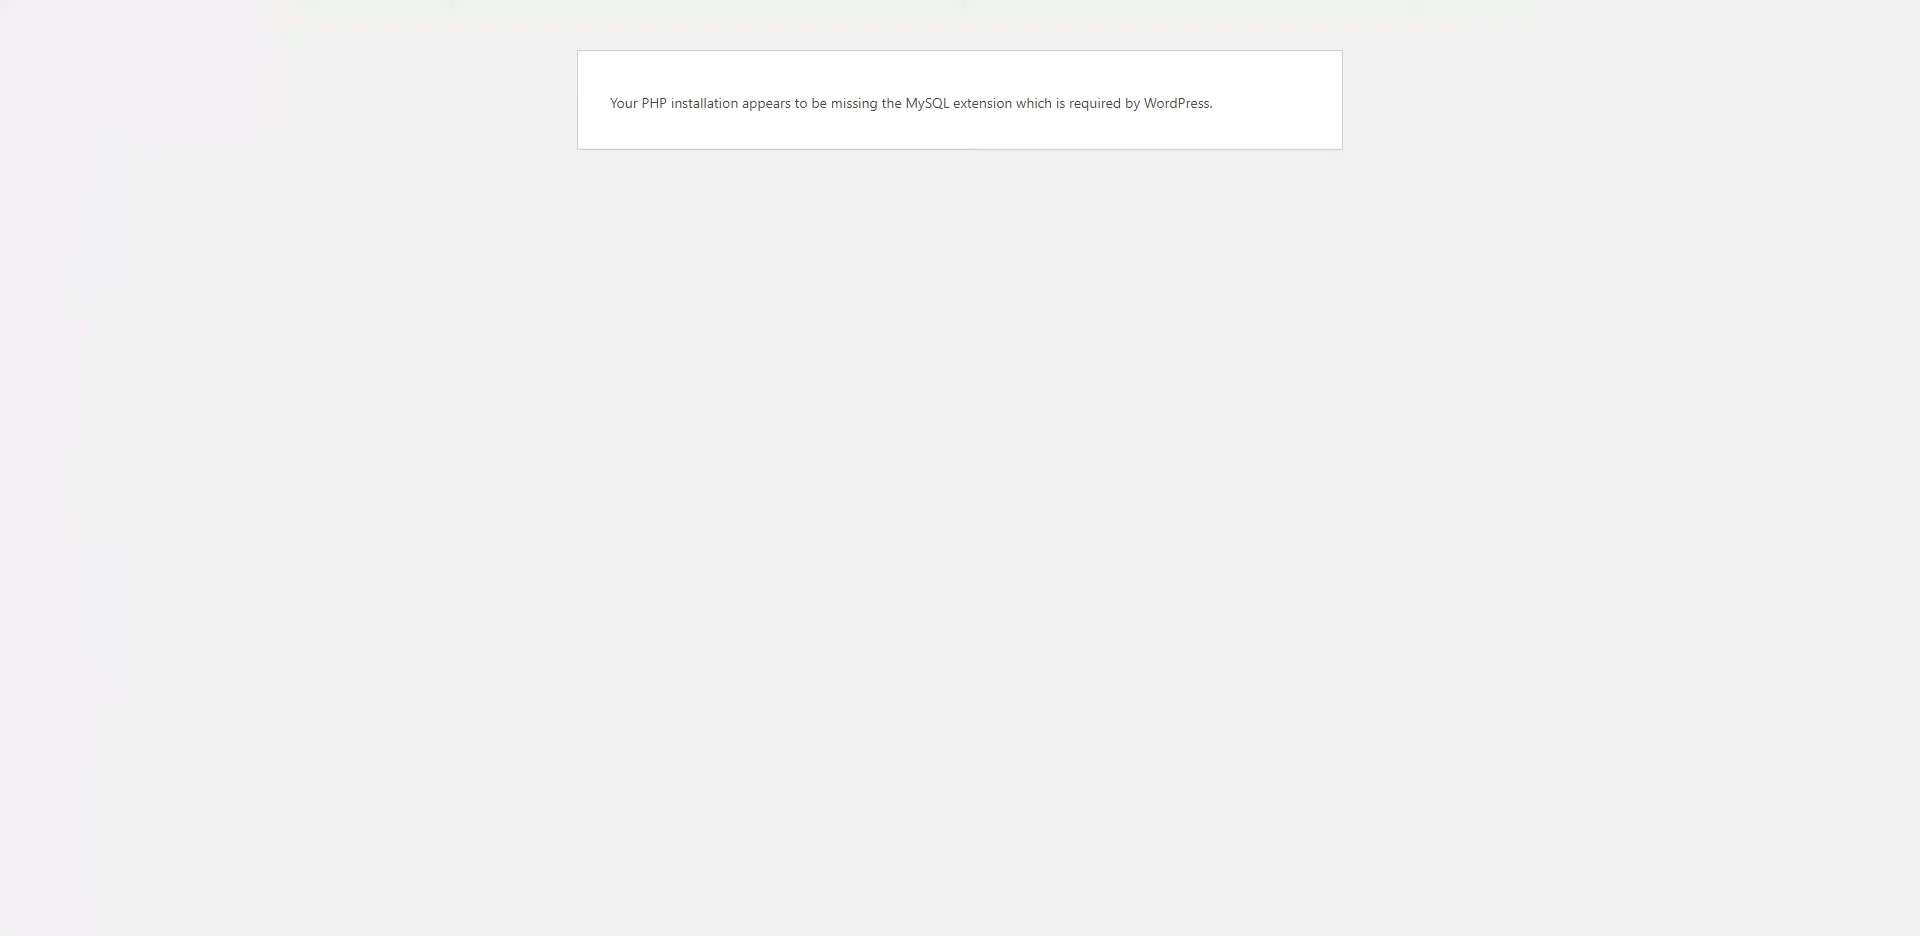 Your PHP installation appears to be missing the MySQL extension which is required by WordPress.